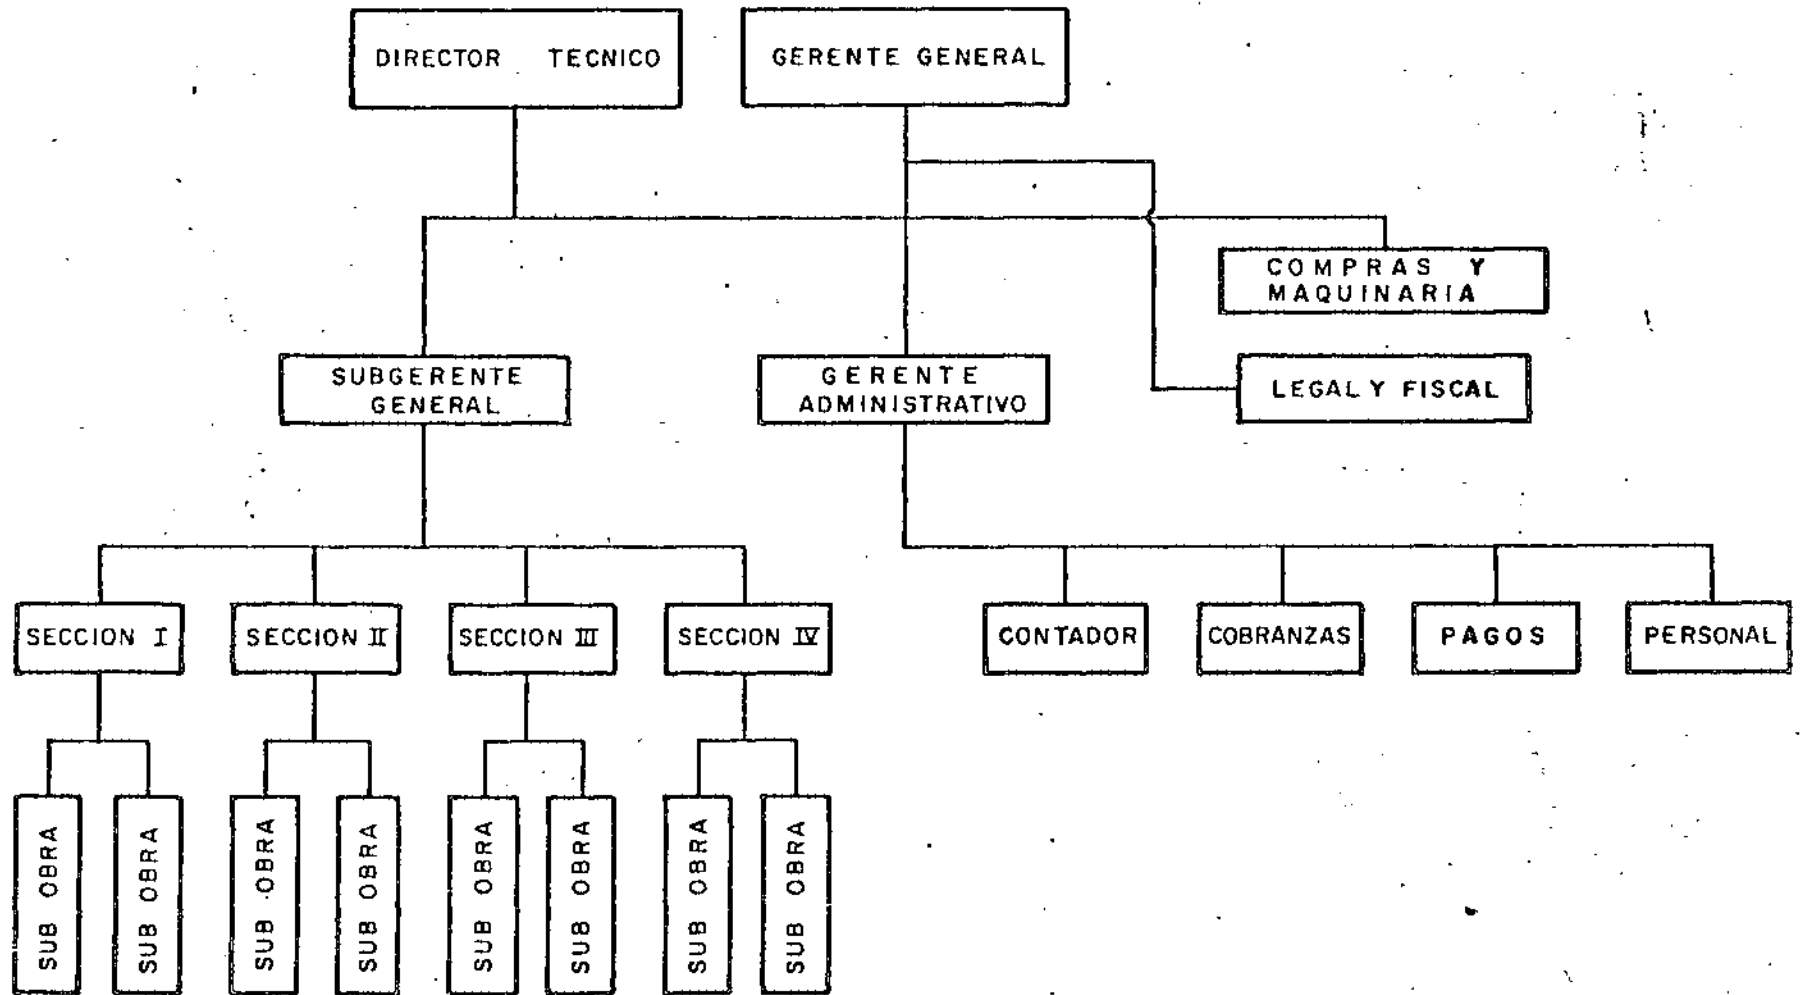 DIRECTOR TECNICO
GERENTE GENERAL
COMPRAS Y
MAQUINARIA
SUBGERENTE
GENERAL
GERENTE
ADMINISTRATIVO
LEGAL Y FISCAL
SECCION I
SECCION II
SECCION III
SECCION IV
CONTADOR
COBRANZAS
PAGOS
PERSONAL
SUB OBRA
SUB OBRA
SUB OBRA
SUB OBRA
SUB OBRA
SUB OBRA
SUB OBRA
SUB OBRA